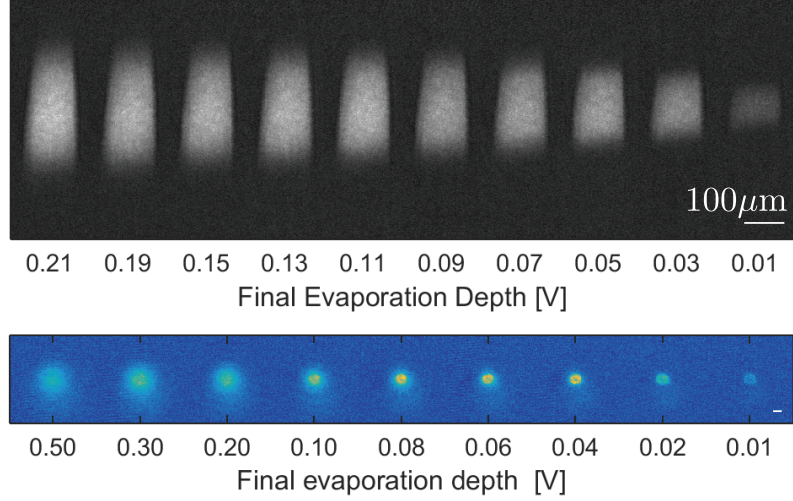 100μm
0.21 0.19 0.15 0.13 0.11 0.09 0.07 0.05 0.03 0.01
Final Evaporation Depth [V]
0.50 0.30 0.20 0.10 0.08 0.06 0.04 0.02 0.01
Final evaporation depth [V]